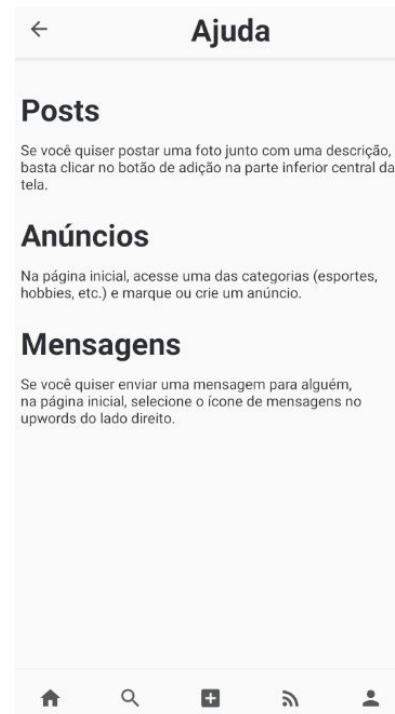 Ajuda
Posts
Se você quiser postar uma foto junto com uma descrição,
basta clicar no botão de adição na parte inferior central da
tela.
Anúncios
Na página inicial, acesse uma das categorias (esportes,
hobbies, etc.) e marque ou crie um anúncio.
Mensagens
Se você quiser enviar uma mensagem para alguém,
na página inicial, selecione o ícone de mensagens no
upwords do lado direito.